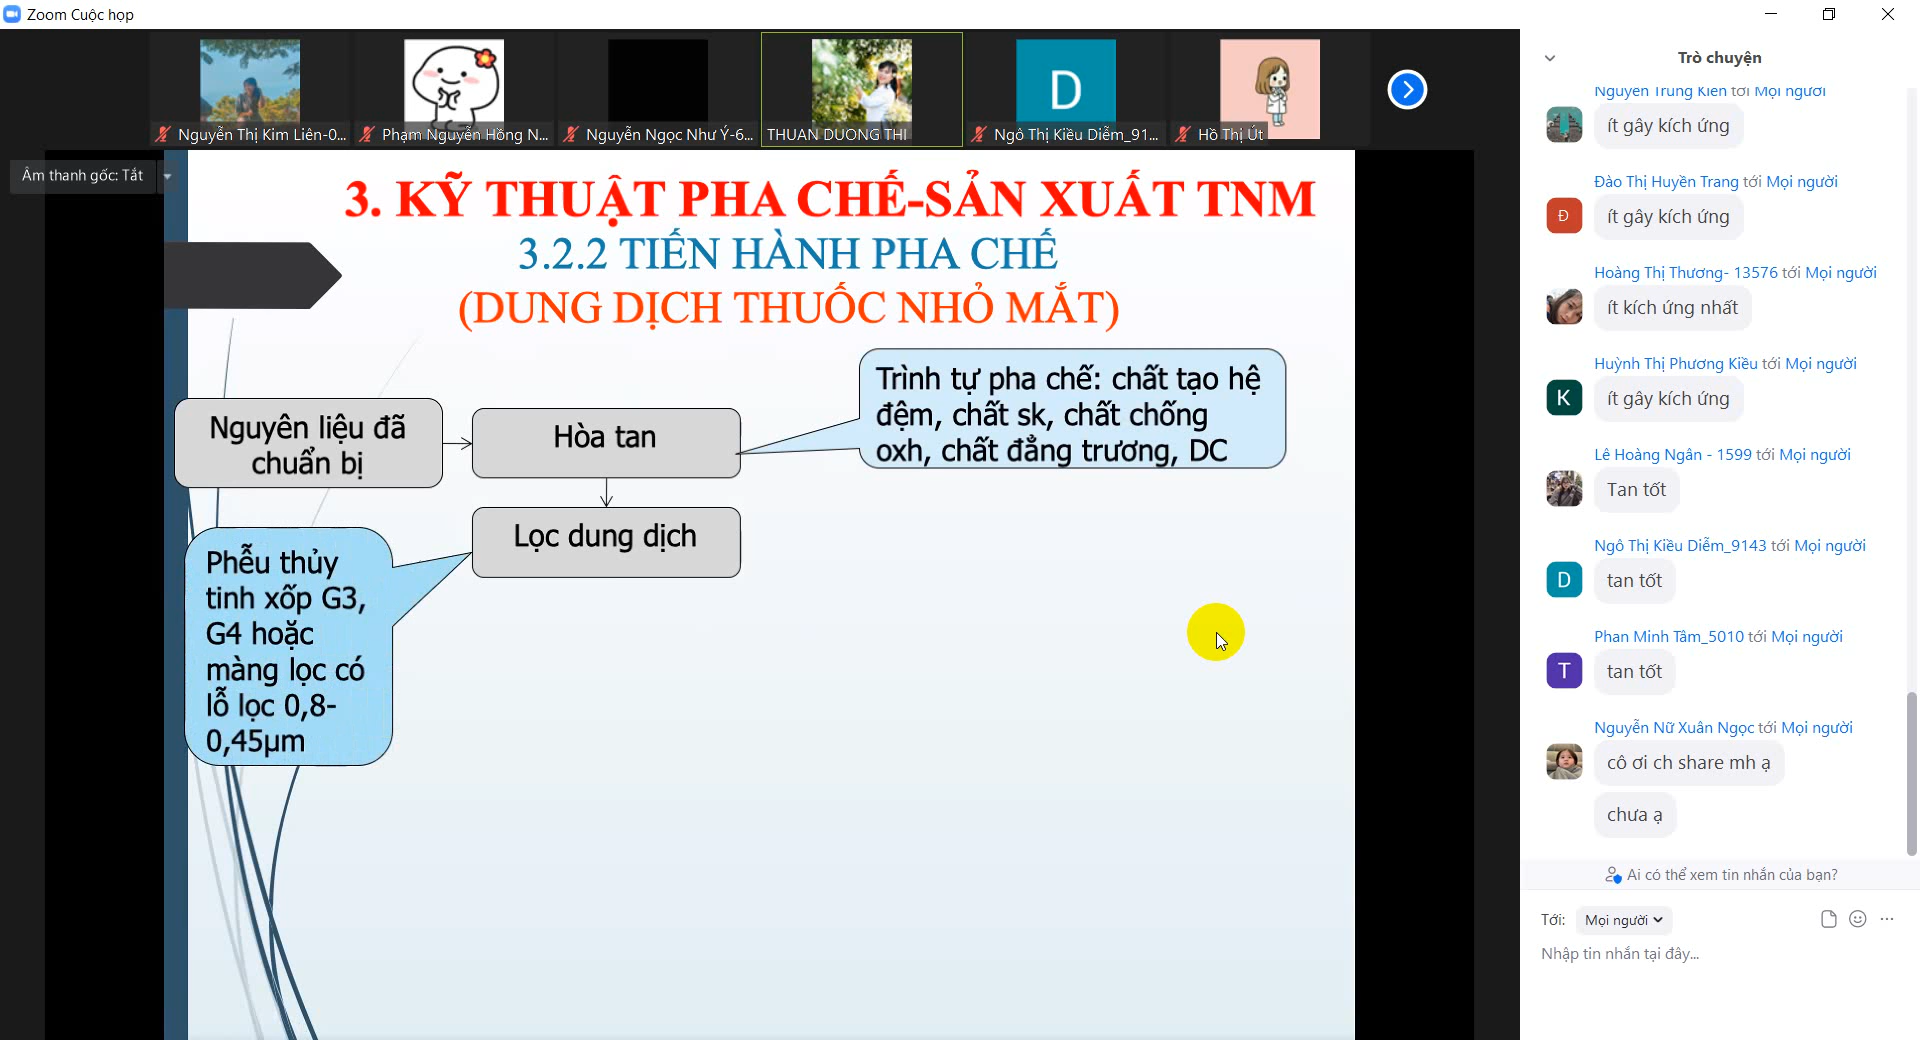 Zoom Cuộc họp
Nguyễn Thị Kim Liên-0...
Phạm Nguyễn Hồng N...
Nguyễn Ngọc Như Ý-6...
THUAN DUONG THI
D
Ngô Thị Kiều Diễm_91...
Hồ Thị Út
Âm thanh gốc: Tắt
3. KỸ THUẬT PHA CHẾ-SẢN XUẤT TNM
3.2.2 TIẾN HÀNH PHA CHẾ
(DUNG DỊCH THUỐC NHỎ MẮT)
Nguyên liệu đã
chuẩn bị
Hòa tan
Trình tự pha chế: chất tạo hệ
đệm, chất sk, chất chống
oxh, chất đẳng trương, DC
Lọc dung dịch
Phễu thủy
tinh xốp G3,
G4 hoặc
màng lọc có
lỗ lọc 0,8-
0,45µm
Trò chuyện
Nguyễn Trung Kiên tới Mọi người
ít gây kích ứng
Đào Thị Huyền Trang tới Mọi người
Đ
ít gây kích ứng
Hoàng Thị Thương- 13576 tới Mọi người
ít kích ứng nhất
Huỳnh Thị Phương Kiều tới Mọi người
K
ít gây kích ứng
Lê Hoàng Ngân - 1599 tới Mọi người
Tan tốt
Ngô Thị Kiều Diễm_9143 tới Mọi người
D
tan tốt
Phan Minh Tâm_5010 tới Mọi người
T
tan tốt
Nguyễn Nữ Xuân Ngọc tới Mọi người
cô ơi ch share mh ạ
chưa ạ
Ai có thể xem tin nhắn của bạn?
Tới: Mọi người
Nhập tin nhắn tại đây...